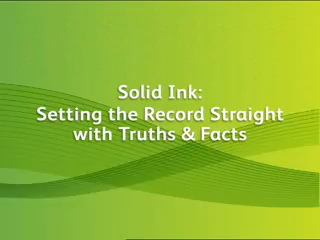 Solid Ink:
Setting the Record Straight
with Truths & Facts